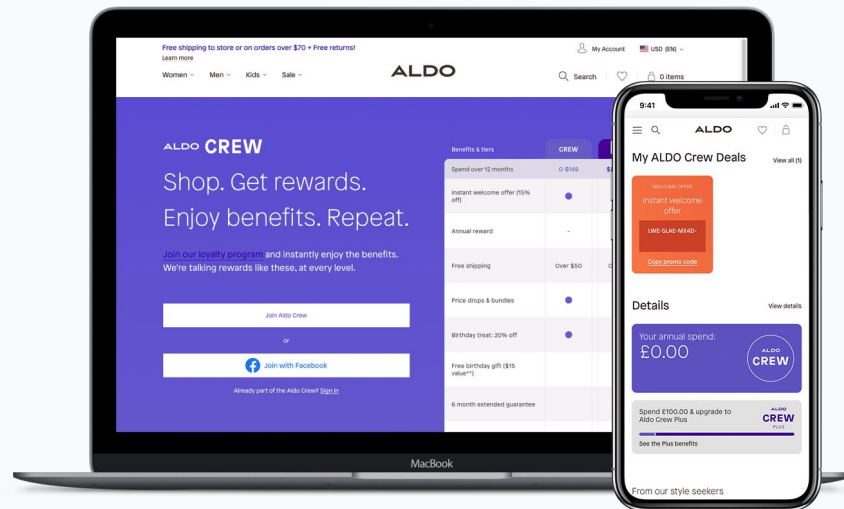 Free shipping to store or on orders over $70 + Free returns!
Learn more
My Account
USD (EN)
Women
Men
Kids
Sale
ALDO
Search
0 items
ALDO CREW
Shop. Get rewards.
Enjoy benefits. Repeat.
Join our loyalty program and instantly enjoy the benefits.
We're talking rewards like these, at every level.
Join Aldo Crew
or
Join with Facebook
Already part of the Aldo Crew? Sign in
Benefits & tiers
CREW
Spend over 12 months
0-$149
Instant welcome offer (15%
off)
Annual reward
-
Free shipping
Over $50
Price drops & bundles
Birthday treat: 20% off
Free birthday gift ($15
value**)
6 month extended guarantee
MacBook
9:41
ALDO
My ALDO Crew Deals
View all (1)
WELCOME OFFER
Instant welcome
offer
LWE-5LAE-MX4D-
Copy promo code
Details
View details
Your annual spend:
£0.00
ALDO
CREW
Spend £100.00 & upgrade to
Aldo Crew Plus
ALDO
CREW
PLUS
See the Plus benefits
From our style seekers